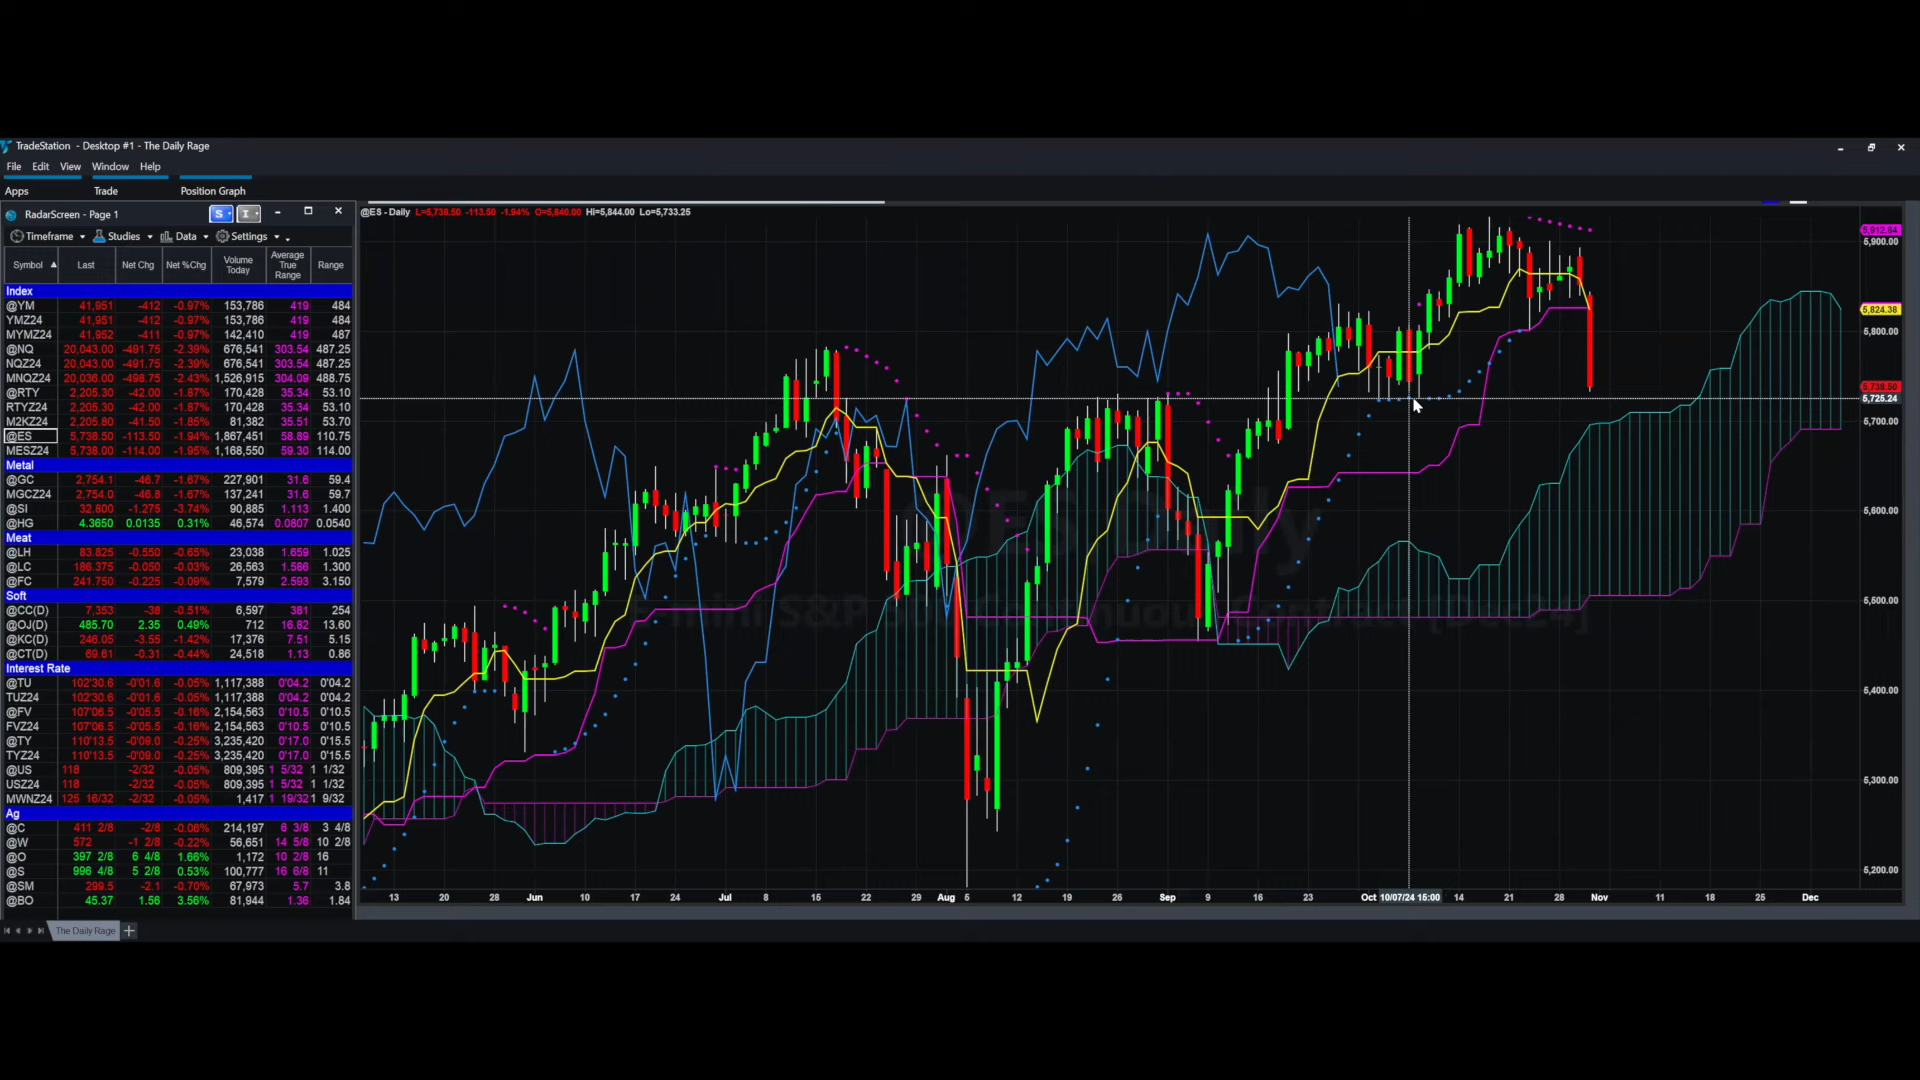 TradeStation - Desktop #1 - The Daily Rage
File Edit View Window Help
Apps Trade Position Graph
RadarScreen - Page 1 S I
Timeframe Studies Data Settings
Symbol Last Net Chg Net %Chg Volume Today Average True Range Range
Index
@YM 41,951 -412 -0.97% 153,786 419 484
YMZ24 41,951 -412 -0.97% 153,786 419 484
MYMZ24 41,952 -411 -0.97% 142,410 419 487
@NQ 20,043.00 -491.75 -2.39% 676,541 303.54 487.25
NQZ24 20,043.00 -491.75 -2.39% 676,541 303.54 487.25
MNQZ24 20,036.00 -498.75 -2.43% 1,526,915 304.09 488.75
@RTY 2,205.30 -42.00 -1.87% 170,428 35.34 53.10
RTYZ24 2,205.30 -42.00 -1.87% 170,428 35.34 53.10
M2KZ24 2,205.80 -41.50 -1.85% 81,382 35.51 53.70
@ES 5,738.50 -113.50 -1.94% 1,867,451 58.89 110.75
MESZ24 5,738.00 -114.00 -1.95% 1,168,550 59.30 114.00
Metal
@GC 2,754.1 -46.7 -1.67% 227,901 31.6 59.4
MGCZ24 2,754.0 -46.8 -1.67% 137,241 31.6 59.7
@SI 32.800 -1.275 -3.74% 90,885 1.113 1.400
@HG 4.3650 0.0135 0.31% 46,574 0.0807 0.0540
Meat
@LH 83.825 -0.550 -0.65% 23,038 1.659 1.025
@LC 186.375 -0.050 -0.03% 26,563 1.586 1.300
@FC 241.750 -0.225 -0.09% 7,579 2.593 3.150
Soft
@CC(D) 7,353 -38 -0.51% 6,597 381 254
@OJ(D) 485.70 2.35 0.49% 712 16.82 13.60
@KC(D) 246.05 -3.55 -1.42% 17,376 7.51 5.15
@CT(D) 69.61 -0.31 -0.44% 24,518 1.13 0.86
Interest Rate
@TU 102'30.6 -0'01.6 -0.05% 1,117,388 0'04.2 0'04.2
TUZ24 102'30.6 -0'01.6 -0.05% 1,117,388 0'04.2 0'04.2
@FV 107'06.5 -0'05.5 -0.16% 2,154,563 0'10.5 0'10.5
FVZ24 107'06.5 -0'05.5 -0.16% 2,154,563 0'10.5 0'10.5
@TY 110'13.5 -0'09.0 -0.25% 3,235,420 0'17.0 0'15.5
TYZ24 110'13.5 -0'09.0 -0.25% 3,235,420 0'17.0 0'15.5
@US 118 -2/32 -0.05% 809,395 1 5/32 1 1/32
USZ24 118 -2/32 -0.05% 809,395 1 5/32 1 1/32
MWNZ24 125 16/32 -2/32 -0.05% 1,417 1 19/32 1 9/32
Ag
@C 411 2/8 -2/8 -0.06% 214,197 6 3/8 3 4/8
@W 572 -1 2/8 -0.22% 56,651 14 5/8 10 2/8
@O 397 2/8 6 4/8 1.66% 1,172 10 2/8 16
@S 996 4/8 5 2/8 0.53% 100,777 16 6/8 11
@SM 299.5 -2.1 -0.70% 67,973 5.7 3.8
@BO 45.37 1.56 3.56% 81,944 1.36 1.84
The Daily Rage
@ES - Daily L=5,738.50 -113.50 -1.94% O=5,840.00 Hi=5,844.00 Lo=5,733.25
5,912.84
5,900.00
5,824.38
5,800.00
5,738.50
5,725.24
5,700.00
5,600.00
5,500.00
5,400.00
5,300.00
5,200.00
13 20 28 Jun 10 17 24 Jul 8 15 22 29 Aug 5 12 19 26 Sep 9 16 23 Oct 10/07/24 15:00 14 21 28 Nov 11 18 25 Dec